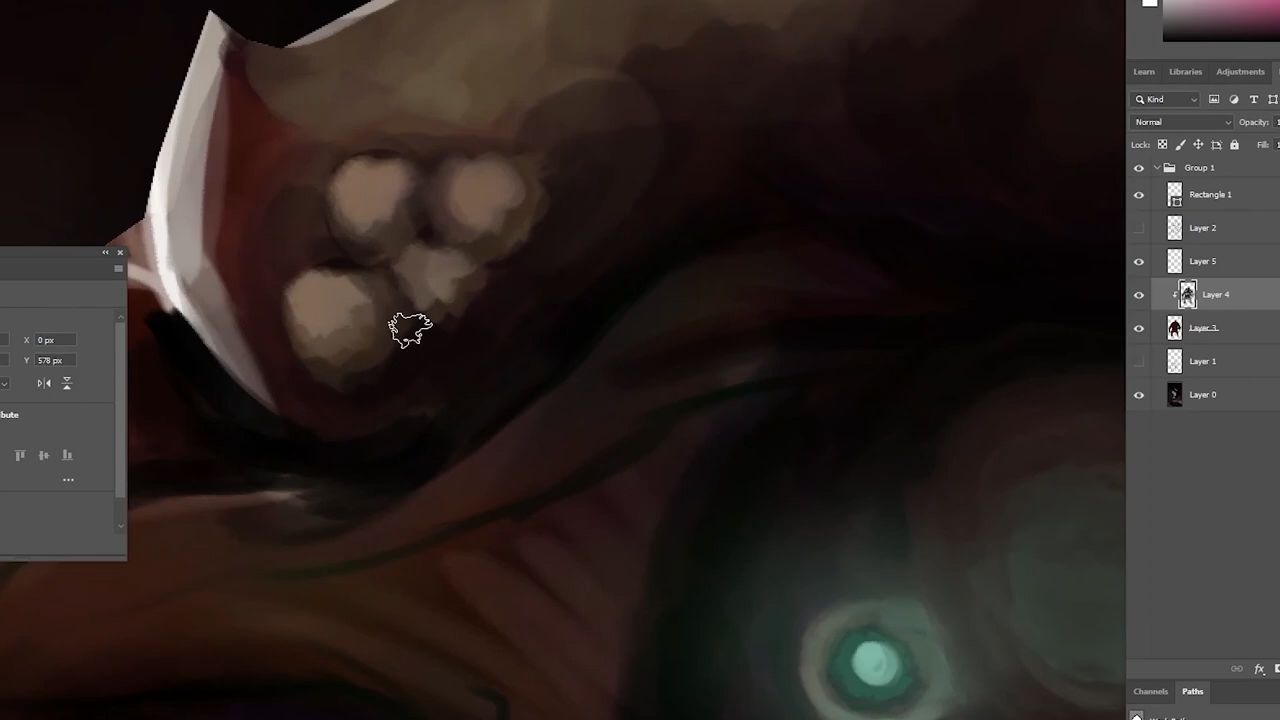 Learn Libraries Adjustments
Kind
Normal Opacity:
Lock: Fill:
Group 1
Rectangle 1
Layer 2
Layer 5
Layer 4
Layer 3
Layer 1
Layer 0
X 0 px
Y 578 px
Channels Paths